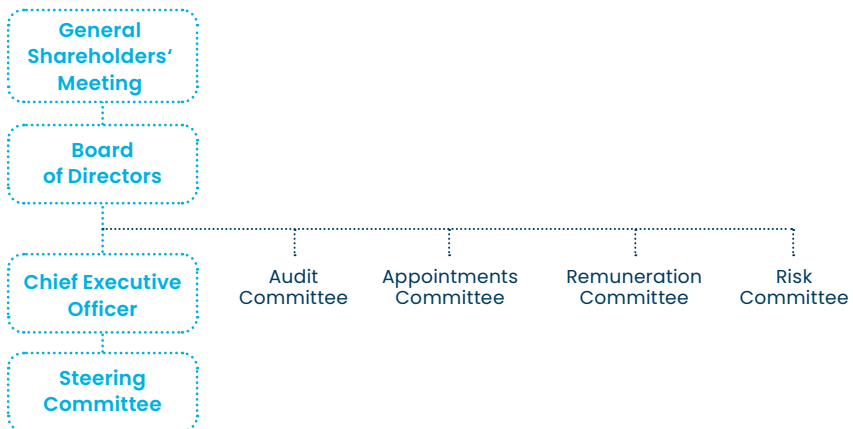 General
Shareholders‘
Meeting
Board
of Directors
Chief Executive
Officer
Audit
Committee
Appointments
Committee
Remuneration
Committee
Risk
Committee
Steering
Committee